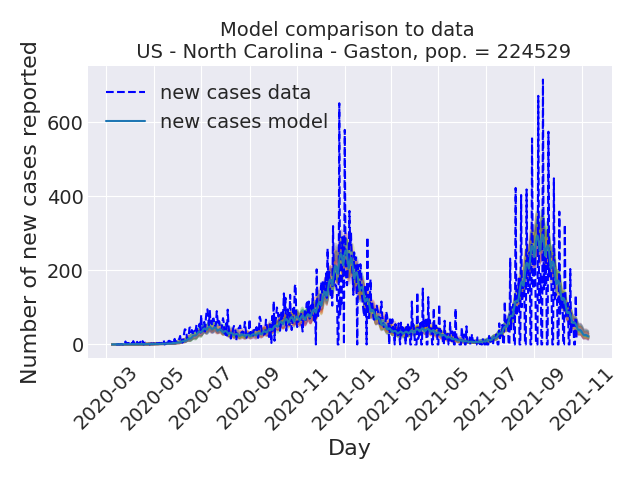 Model comparison to data
US - North Carolina - Gaston, pop. = 224529
Number of new cases reported
600
400
200
0
new cases data
new cases model
2020-03
2020-05
2020-07
2020-09
2020-11
2021-01
2021-03
2021-05
2021-07
2021-09
2021-11
Day